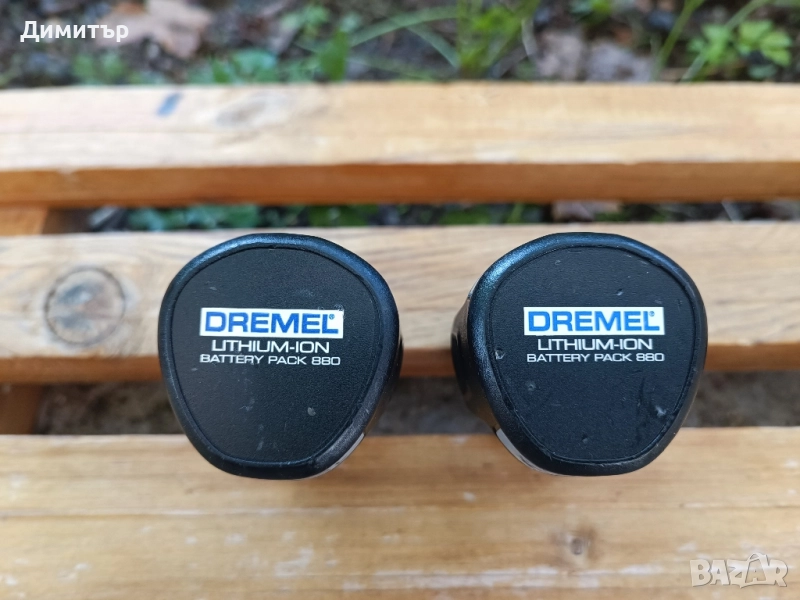 Димитър
DREMEL®
LITHIUM-ION
BATTERY PACK 880
DREMEL®
LITHIUM-ION
BATTERY PACK 880
BAZAR